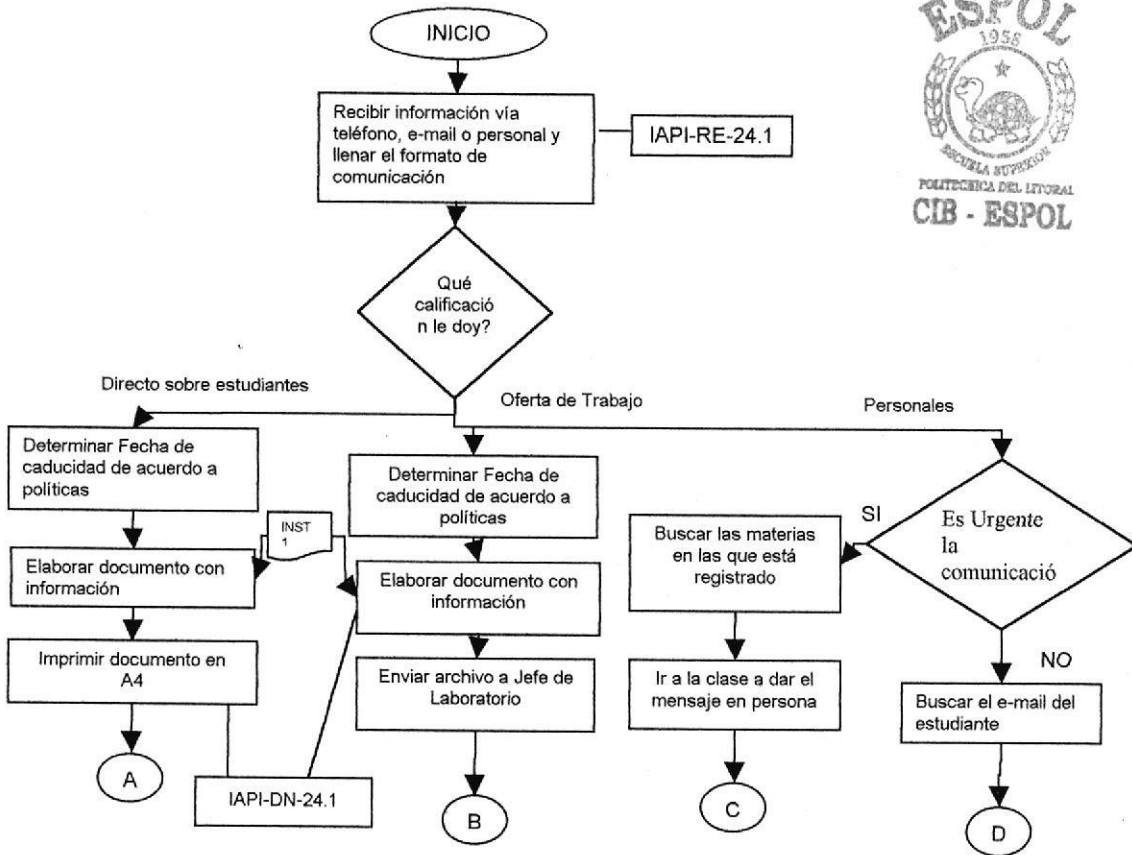 INICIO
ESPOL
1958
ESCUELA SUPERIOR
POLITECNICA DEL LITORAL
CIB - ESPOL
Recibir información vía
teléfono, e-mail o personal y
llenar el formato de
comunicación
IAPI-RE-24.1
Qué
calificació
n le doy?
Directo sobre estudiantes
Oferta de Trabajo
Personales
Determinar Fecha de
caducidad de acuerdo a
políticas
Determinar Fecha de
caducidad de acuerdo a
políticas
SI
Es Urgente
la
comunicació
Buscar las materias
en las que está
registrado
INST
1
Elaborar documento con
información
Elaborar documento con
información
Imprimir documento en
A4
Enviar archivo a Jefe de
Laboratorio
Ir a la clase a dar el
mensaje en persona
NO
Buscar el e-mail del
estudiante
A
IAPI-DN-24.1
B
C
D